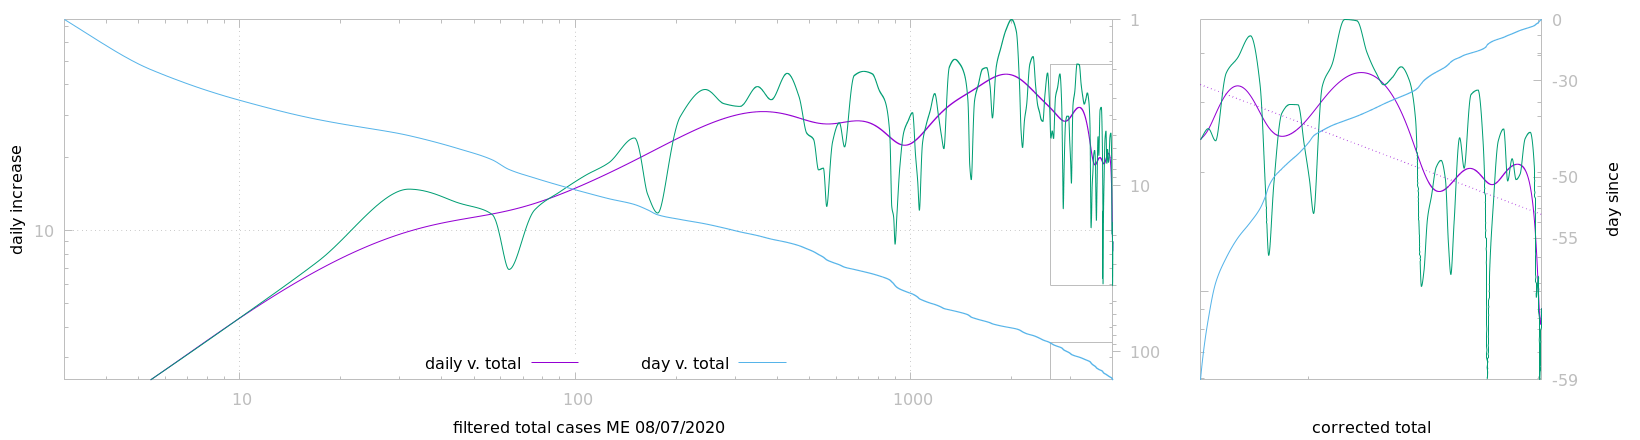 daily increase
10
10
100
1000
1
10
100
daily v. total
day v. total
filtered total cases ME 08/07/2020
0
-30
-50
-55
-59
day since
corrected total